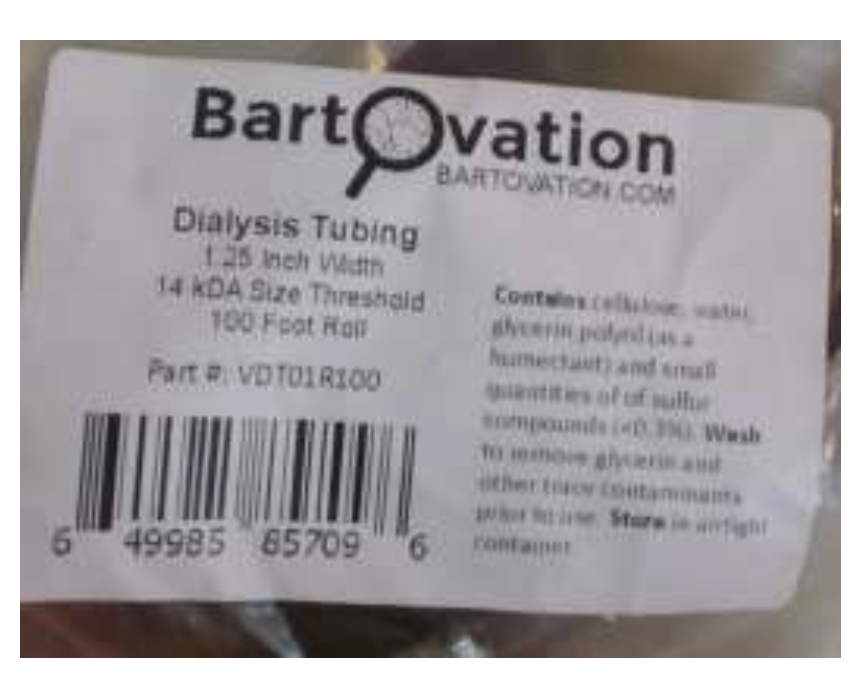 BartOvation
BARTOVATION.COM
Dialysis Tubing
1.25 Inch Width
14 kDA Size Threshold
100 Foot Roll
Part #: VDT01R100
6 49985 85709 6
Contains cellulose, water,
glycerin polyol (as a
humectant) and small
quantities of of sulfur
compounds (<0.3%). Wash
to remove glycerin and
other trace contaminants
prior to use. Store in airtight
container